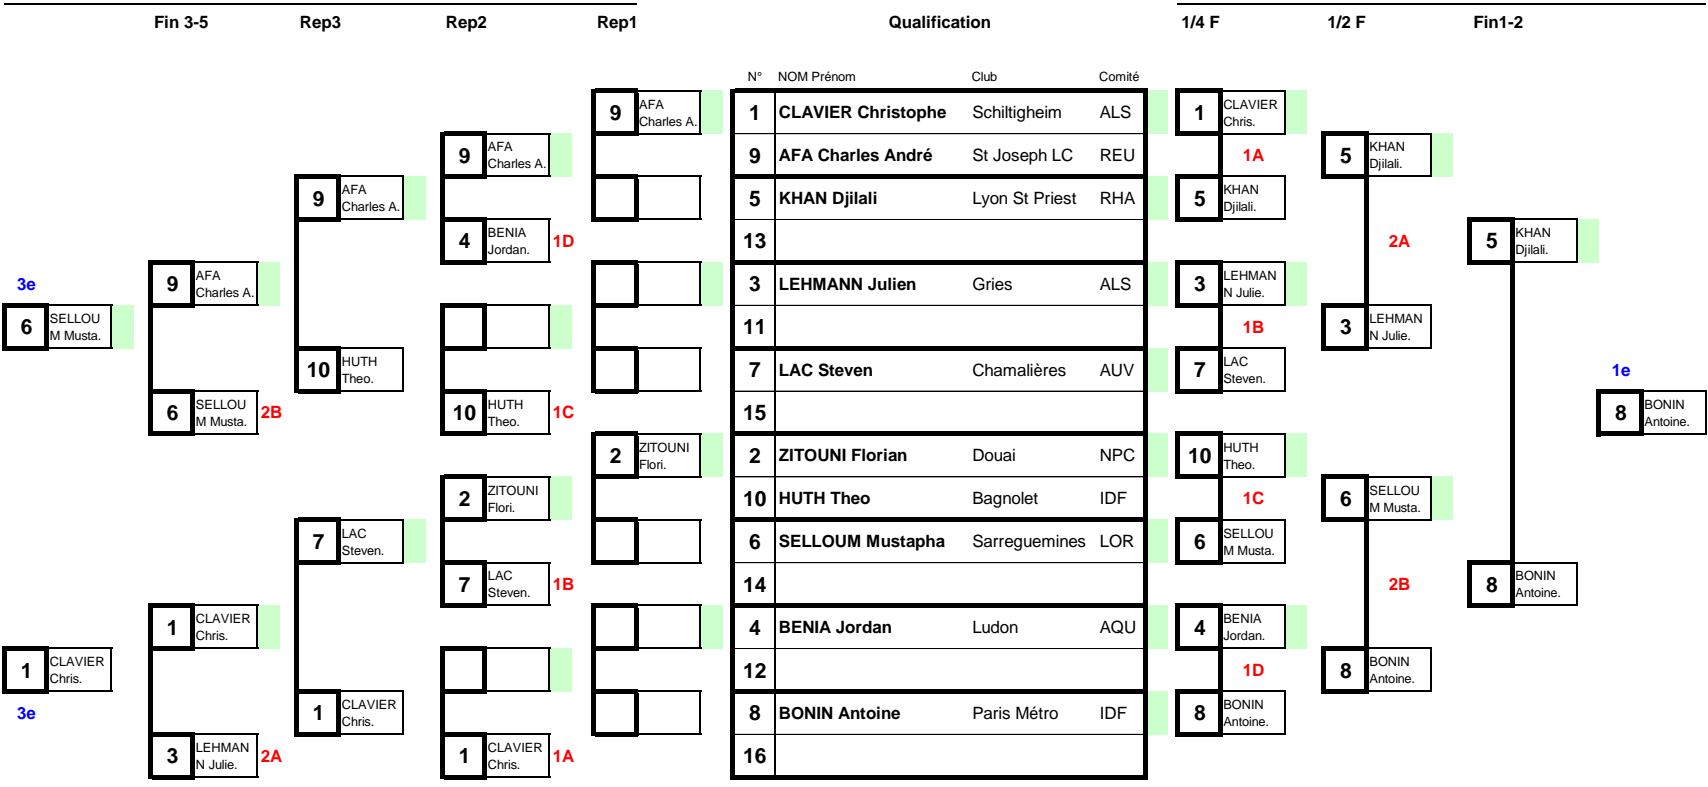 Fin 3-5 Rep3 Rep2 Rep1 Qualification 1/4 F 1/2 F Fin1-2
N° NOM Prénom Club Comité
9 AFA Charles A.
1 CLAVIER Christophe Schiltigheim ALS
1 CLAVIER Chris.
9 AFA Charles A.
9 AFA Charles André St Joseph LC REU
1A
5 KHAN Djilali.
9 AFA Charles A.
5 KHAN Djilali Lyon St Priest RHA
5 KHAN Djilali.
4 BENIA Jordan. 1D
13
2A
5 KHAN Djilali.
3e
9 AFA Charles A.
3 LEHMANN Julien Gries ALS
3 LEHMAN N Julie.
6 SELLOU M Musta.
11
1B
3 LEHMAN N Julie.
10 HUTH Theo.
7 LAC Steven Chamalières AUV
7 LAC Steven.
1e
6 SELLOU M Musta. 2B
10 HUTH Theo. 1C
15
8 BONIN Antoine.
2 ZITOUNI Flori.
2 ZITOUNI Florian Douai NPC
10 HUTH Theo.
2 ZITOUNI Flori.
10 HUTH Theo Bagnolet IDF
1C
6 SELLOU M Musta.
7 LAC Steven.
6 SELLOUM Mustapha Sarreguemines LOR
6 SELLOU M Musta.
7 LAC Steven. 1B
14
2B
8 BONIN Antoine.
1 CLAVIER Chris.
4 BENIA Jordan Ludon AQU
4 BENIA Jordan.
1 CLAVIER Chris.
12
1D
8 BONIN Antoine.
3e
1 CLAVIER Chris.
8 BONIN Antoine Paris Métro IDF
8 BONIN Antoine.
3 LEHMAN N Julie. 2A
1 CLAVIER Chris. 1A
16